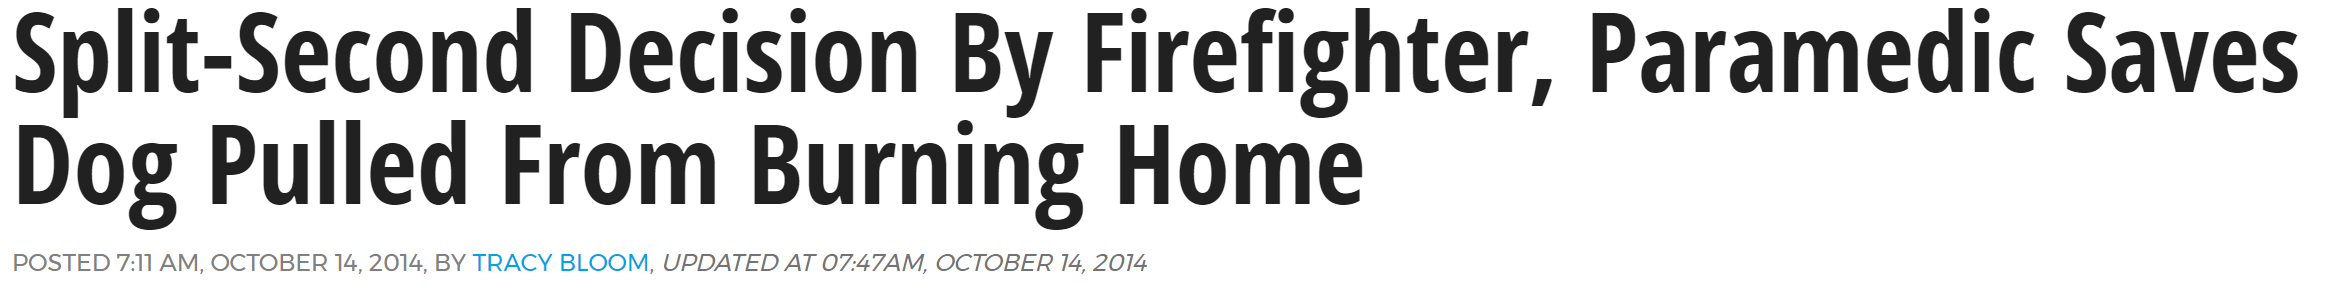 Split-Second Decision By Firefighter, Paramedic Saves
Dog Pulled From Burning Home
POSTED 7:11 AM, OCTOBER 14, 2014, BY TRACY BLOOM, UPDATED AT 07:47AM, OCTOBER 14, 2014